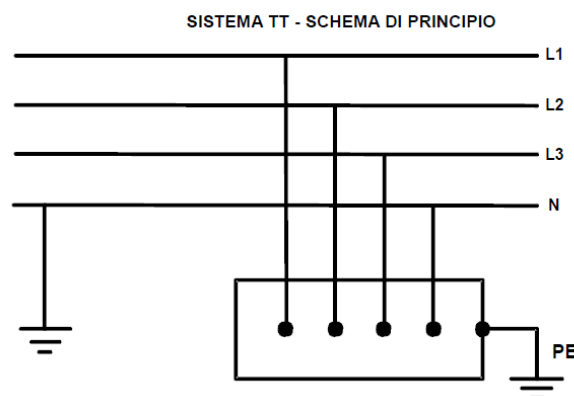 SISTEMA TT - SCHEMA DI PRINCIPIO
L1
L2
L3
N
PE